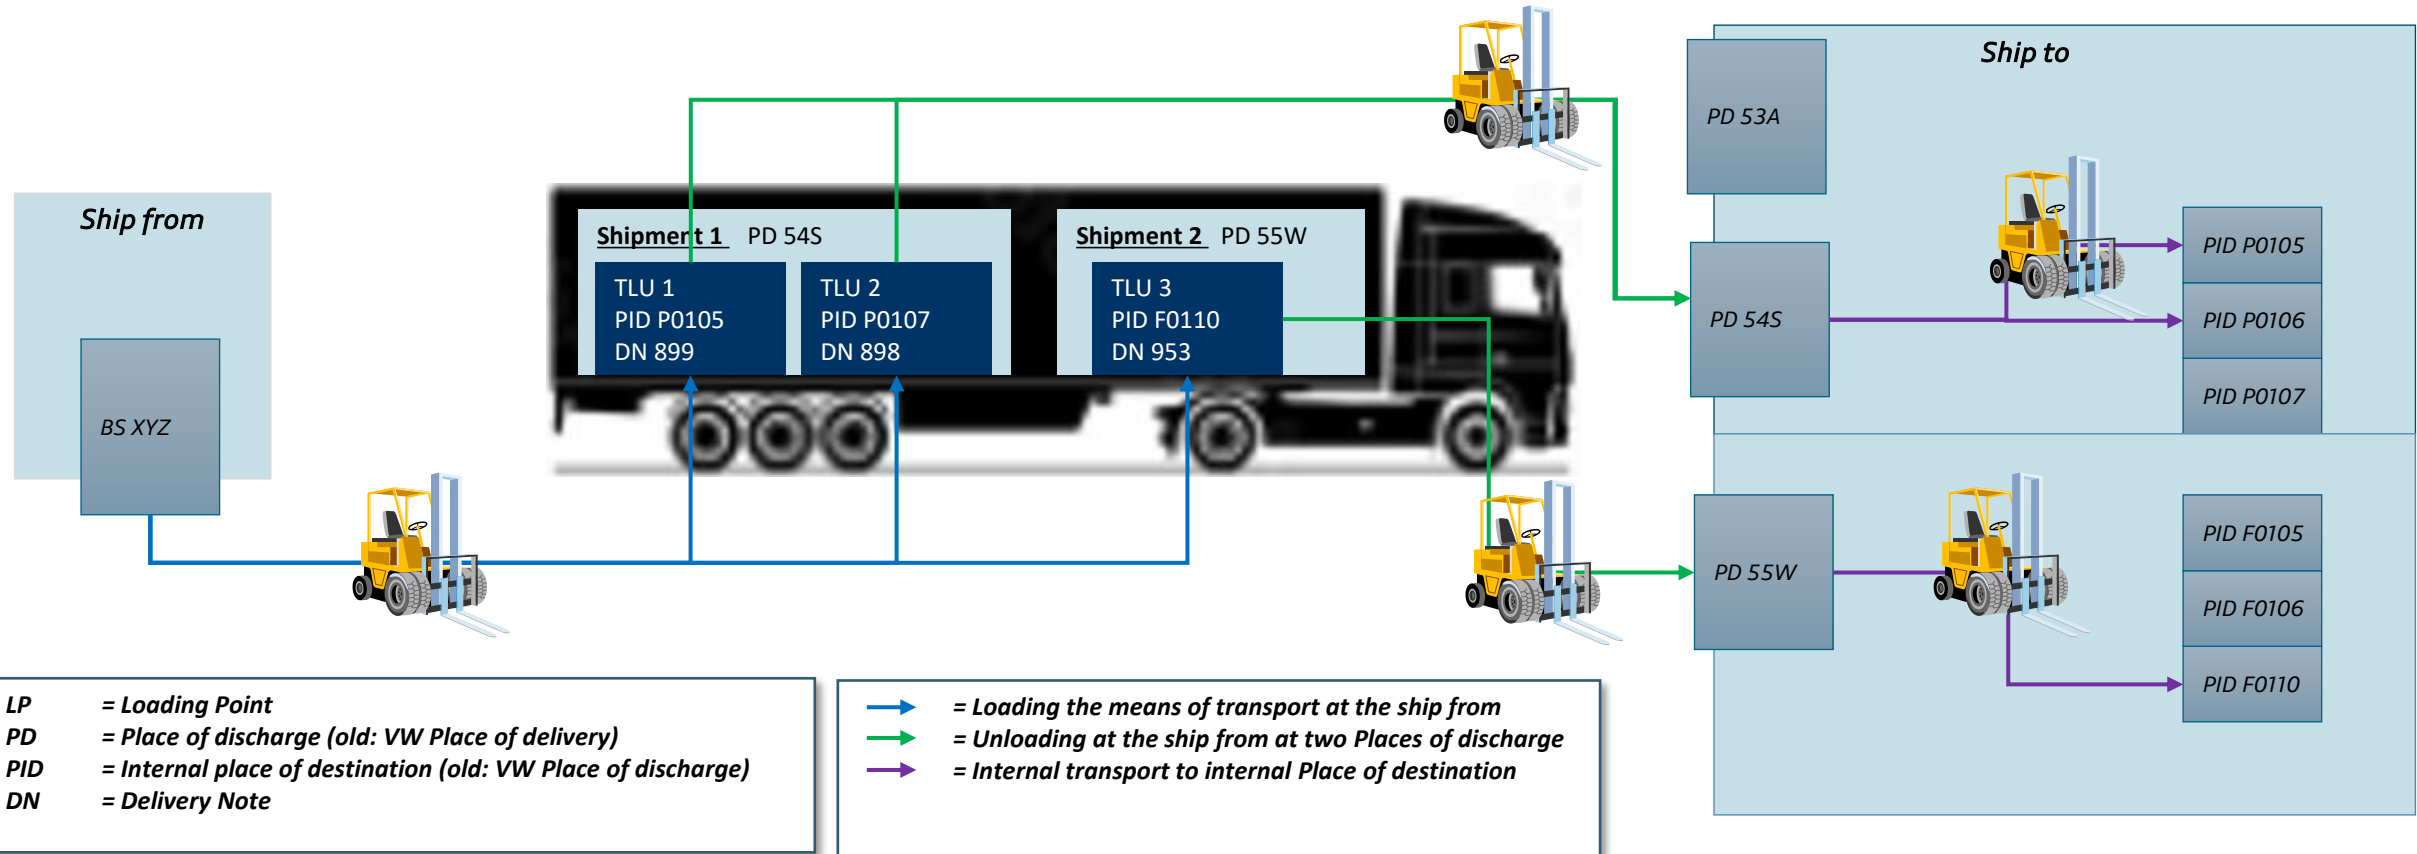 Ship from
BS XYZ
Shipment 1 PD 54S
TLU 1
PID P0105
DN 899
TLU 2
PID P0107
DN 898
Shipment 2 PD 55W
TLU 3
PID F0110
DN 953
Ship to
PD 53A
PD 54S
PID P0105
PID P0106
PID P0107
PD 55W
PID F0105
PID F0106
PID F0110
LP = Loading Point
PD = Place of discharge (old: VW Place of delivery)
PID = Internal place of destination (old: VW Place of discharge)
DN = Delivery Note
= Loading the means of transport at the ship from
= Unloading at the ship from at two Places of discharge
= Internal transport to internal Place of destination